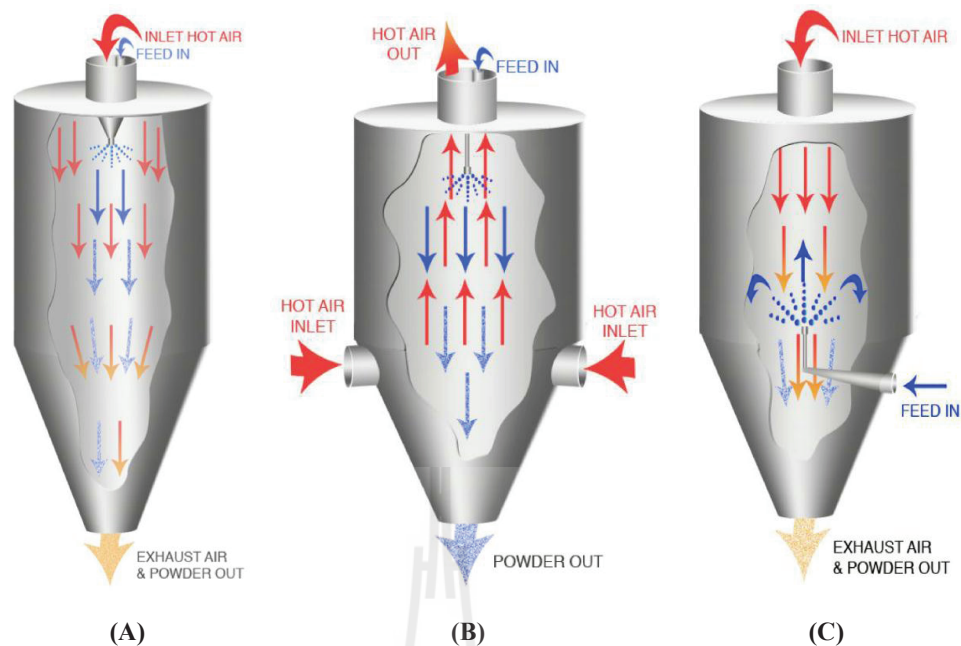 INLET HOT AIR
FEED IN
EXHAUST AIR
& POWDER OUT
(A)
HOT AIR
OUT
FEED IN
HOT AIR
INLET
HOT AIR
INLET
POWDER OUT
(B)
INLET HOT AIR
FEED IN
EXHAUST AIR
& POWDER OUT
(C)